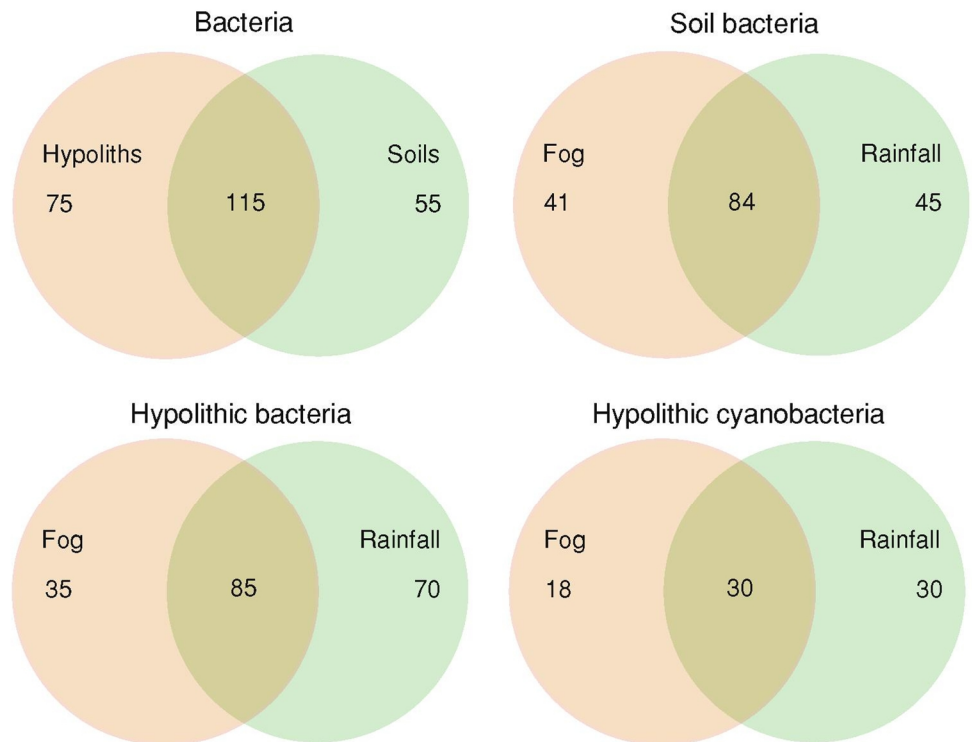 Bacteria
Hypoliths
Soils
75
115
55
Soil bacteria
Fog
Rainfall
41
84
45
Hypolithic bacteria
Fog
Rainfall
35
85
70
Hypolithic cyanobacteria
Fog
Rainfall
18
30
30